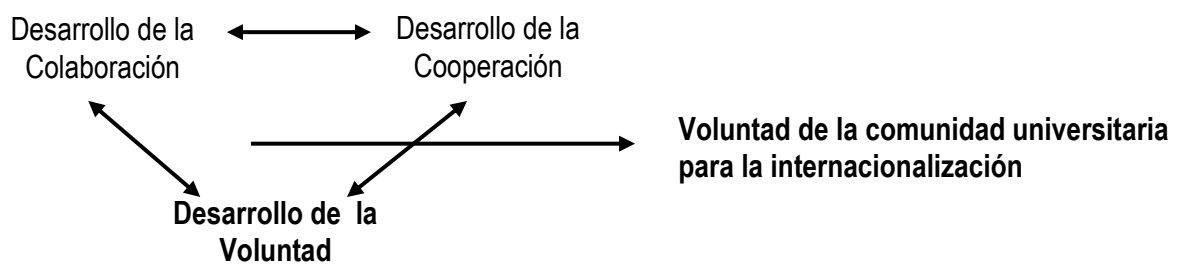 Desarrollo de la
Colaboración
Desarrollo de la
Cooperación
Voluntad de la comunidad universitaria
para la internacionalización
Desarrollo de  la
Voluntad